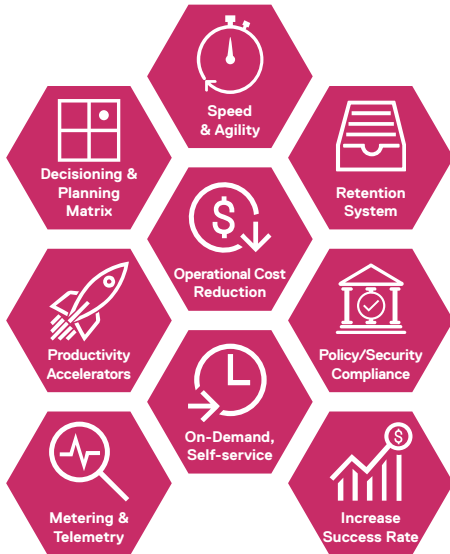 Speed
& Agility
Decisioning &
Planning
Matrix
Retention
System
$
Operational Cost
Reduction
Productivity
Accelerators
Policy/Security
Compliance
On-Demand,
Self-service
Metering &
Telemetry
$
Increase
Success Rate